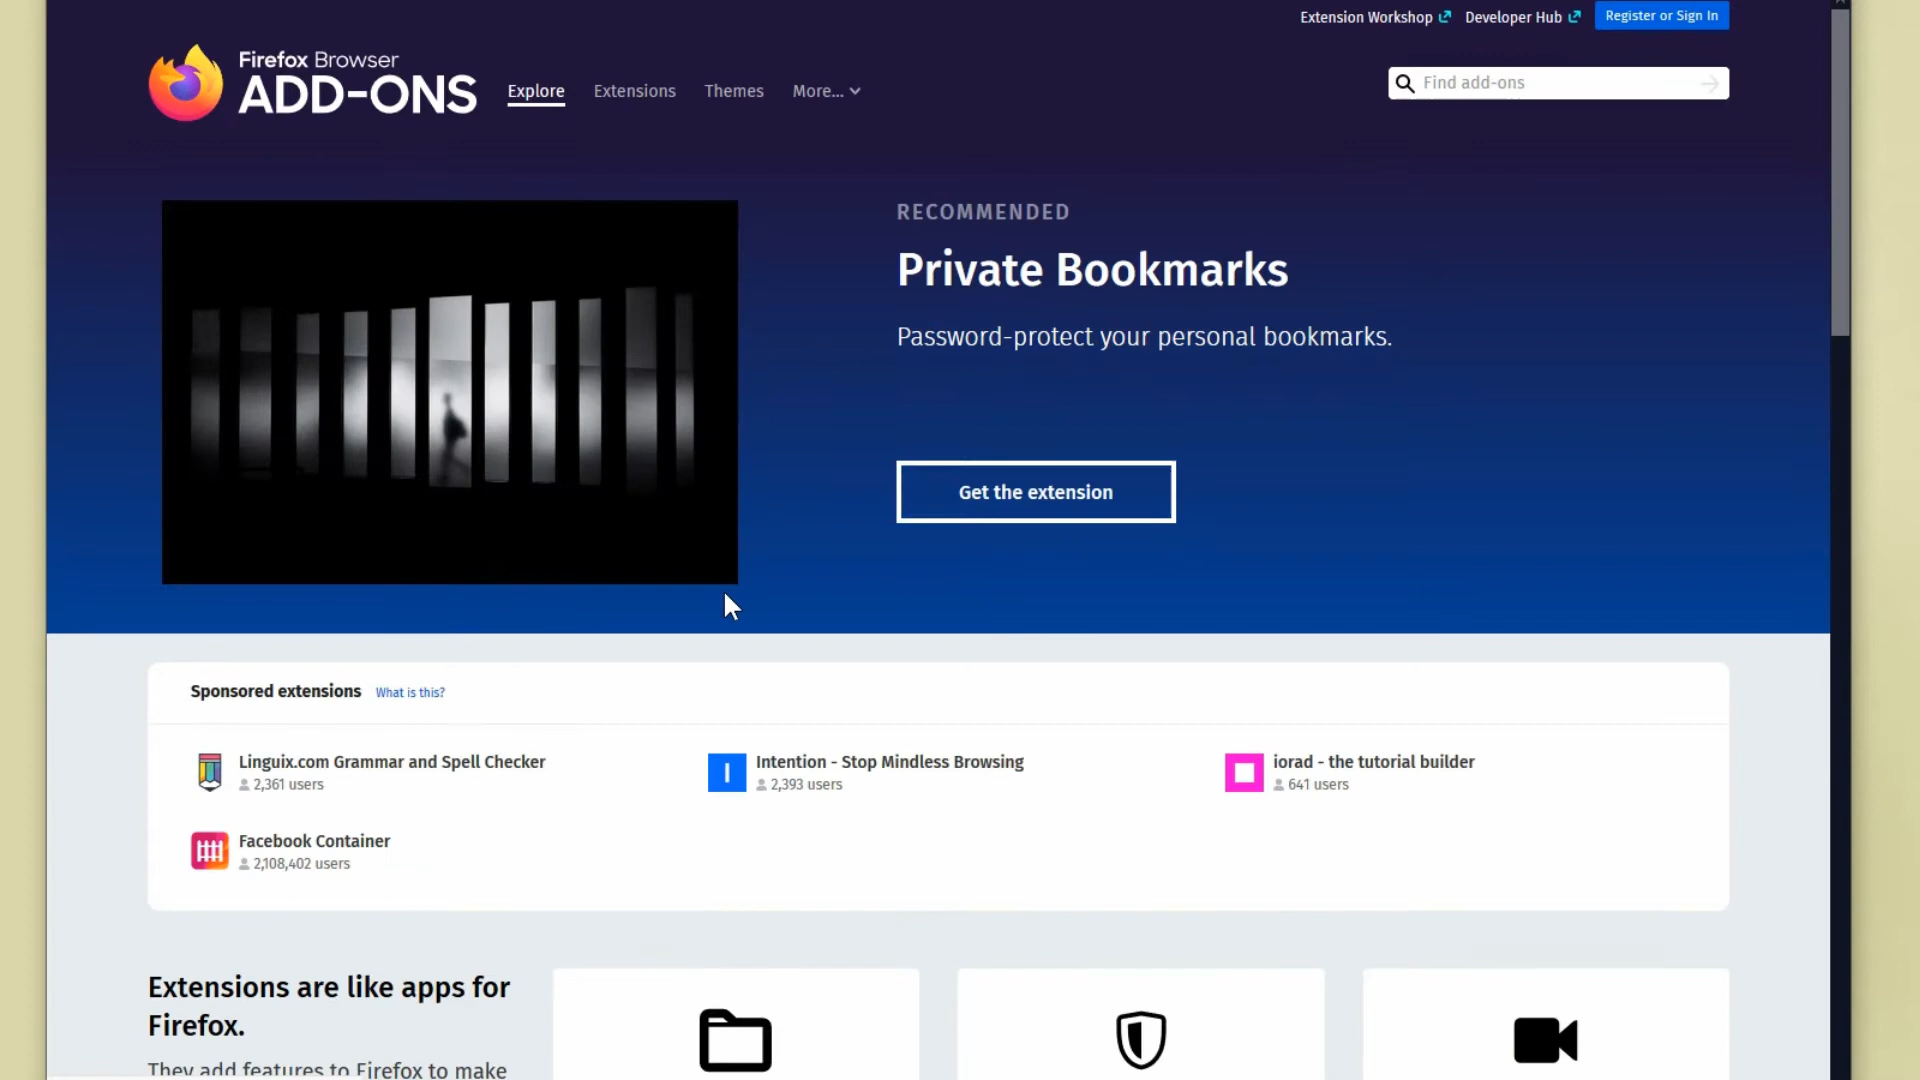 Extension Workshop
Developer Hub
Register or Sign In
Firefox Browser
ADD-ONS
Explore
Extensions
Themes
More...
Find add-ons
RECOMMENDED
Private Bookmarks
Password-protect your personal bookmarks.
Get the extension
Sponsored extensions
What is this?
Linguix.com Grammar and Spell Checker
2,361 users
Intention - Stop Mindless Browsing
2,393 users
iorad - the tutorial builder
641 users
Facebook Container
2,108,402 users
Extensions are like apps for
Firefox.
They add features to Firefox to make